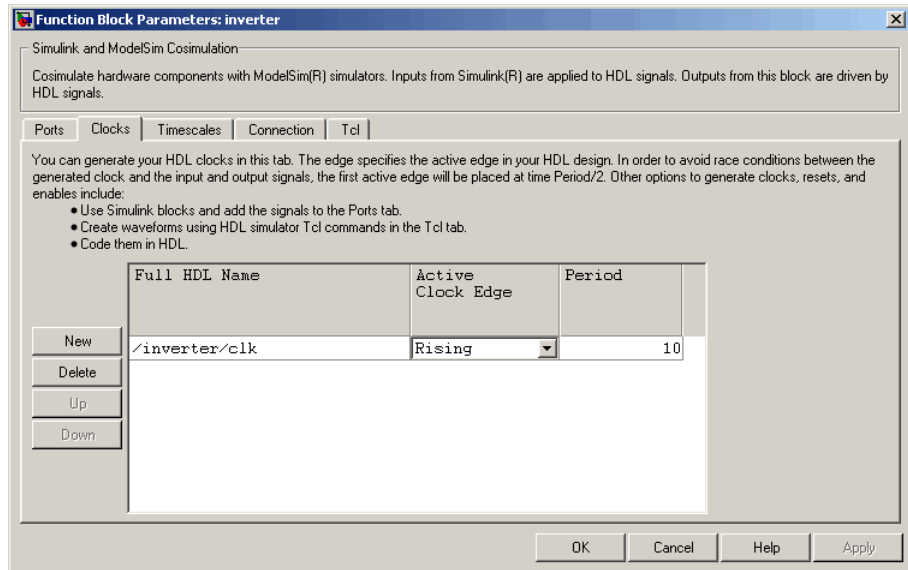 Function Block Parameters: inverter
Simulink and ModelSim Cosimulation
Cosimulate hardware components with ModelSim(R) simulators. Inputs from Simulink(R) are applied to HDL signals. Outputs from this block are driven by
HDL signals.
Ports Clocks Timescales Connection Tcl
You can generate your HDL clocks in this tab. The edge specifies the active edge in your HDL design. In order to avoid race conditions between the
generated clock and the input and output signals, the first active edge will be placed at time Period/2. Other options to generate clocks, resets, and
enables include:
● Use Simulink blocks and add the signals to the Ports tab.
● Create waveforms using HDL simulator Tcl commands in the Tcl tab.
● Code them in HDL.
Full HDL Name Active Period
Clock Edge
New
/inverter/clk Rising 10
Delete
Up
Down
OK Cancel Help Apply